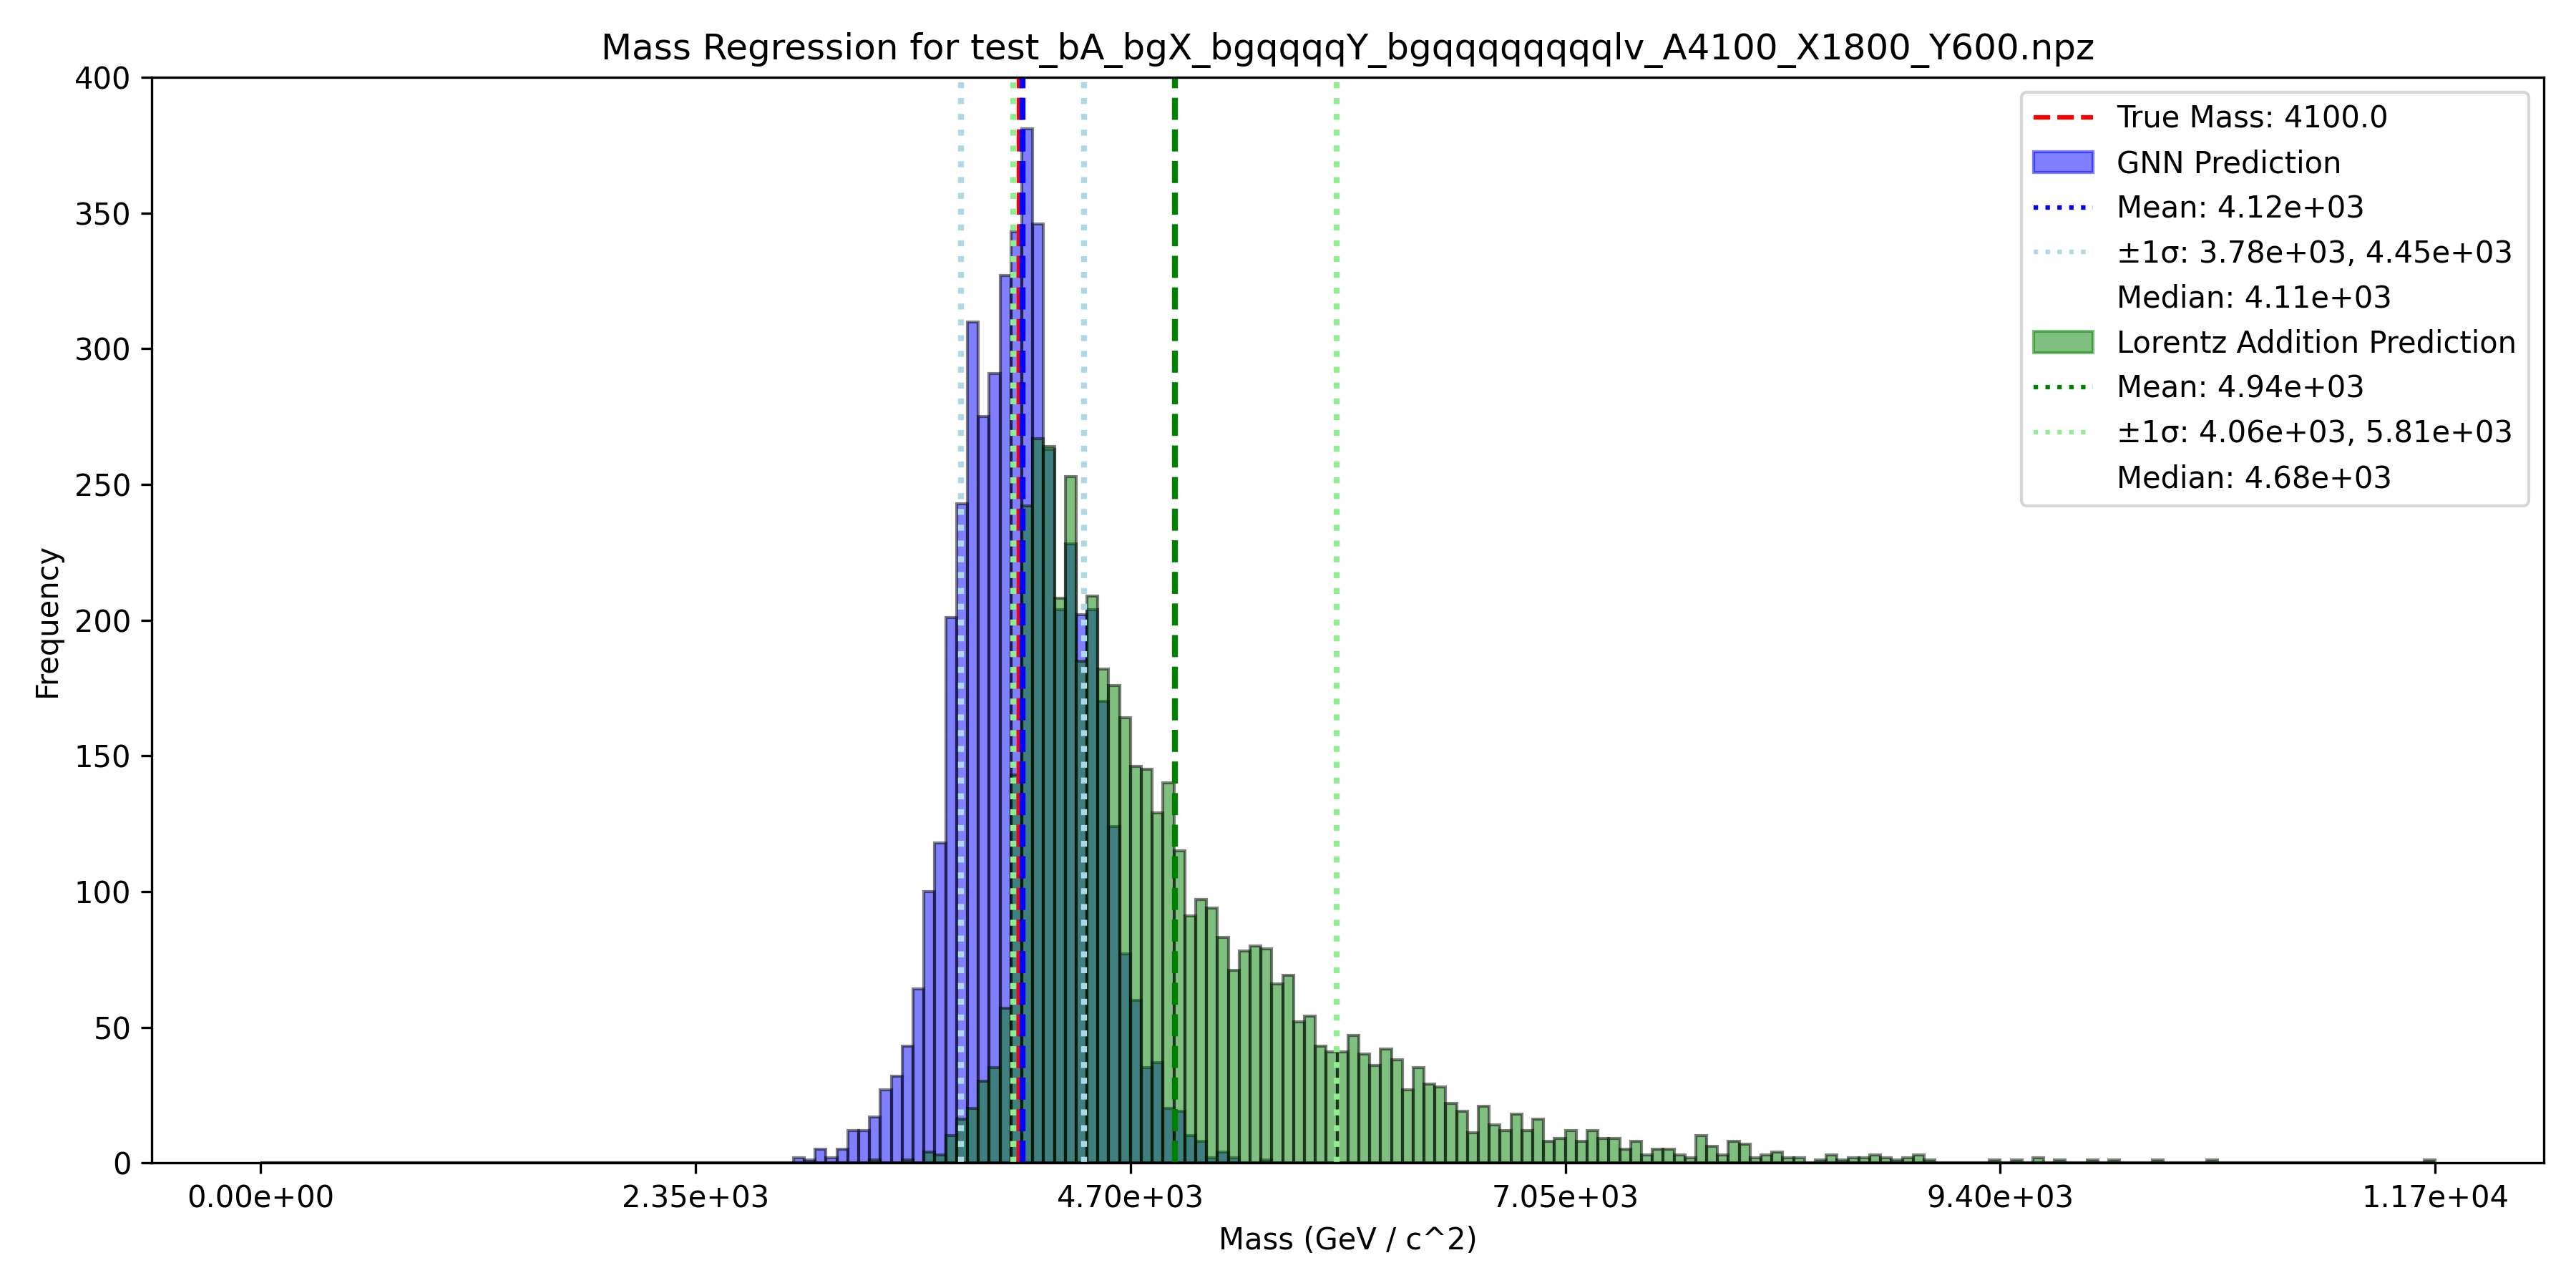 Mass Regression for test_bA_bgX_bgqqqqY_bgqqqqqqqqlv_A4100_X1800_Y600.npz
400
350
300
250
200
150
100
50
0
Frequency
True Mass: 4100.0
GNN Prediction
Mean: 4.12e+03
±1σ: 3.78e+03, 4.45e+03
Median: 4.11e+03
Lorentz Addition Prediction
Mean: 4.94e+03
±1σ: 4.06e+03, 5.81e+03
Median: 4.68e+03
0.00e+00 2.35e+03 4.70e+03 7.05e+03 9.40e+03 1.17e+04
Mass (GeV / c^2)